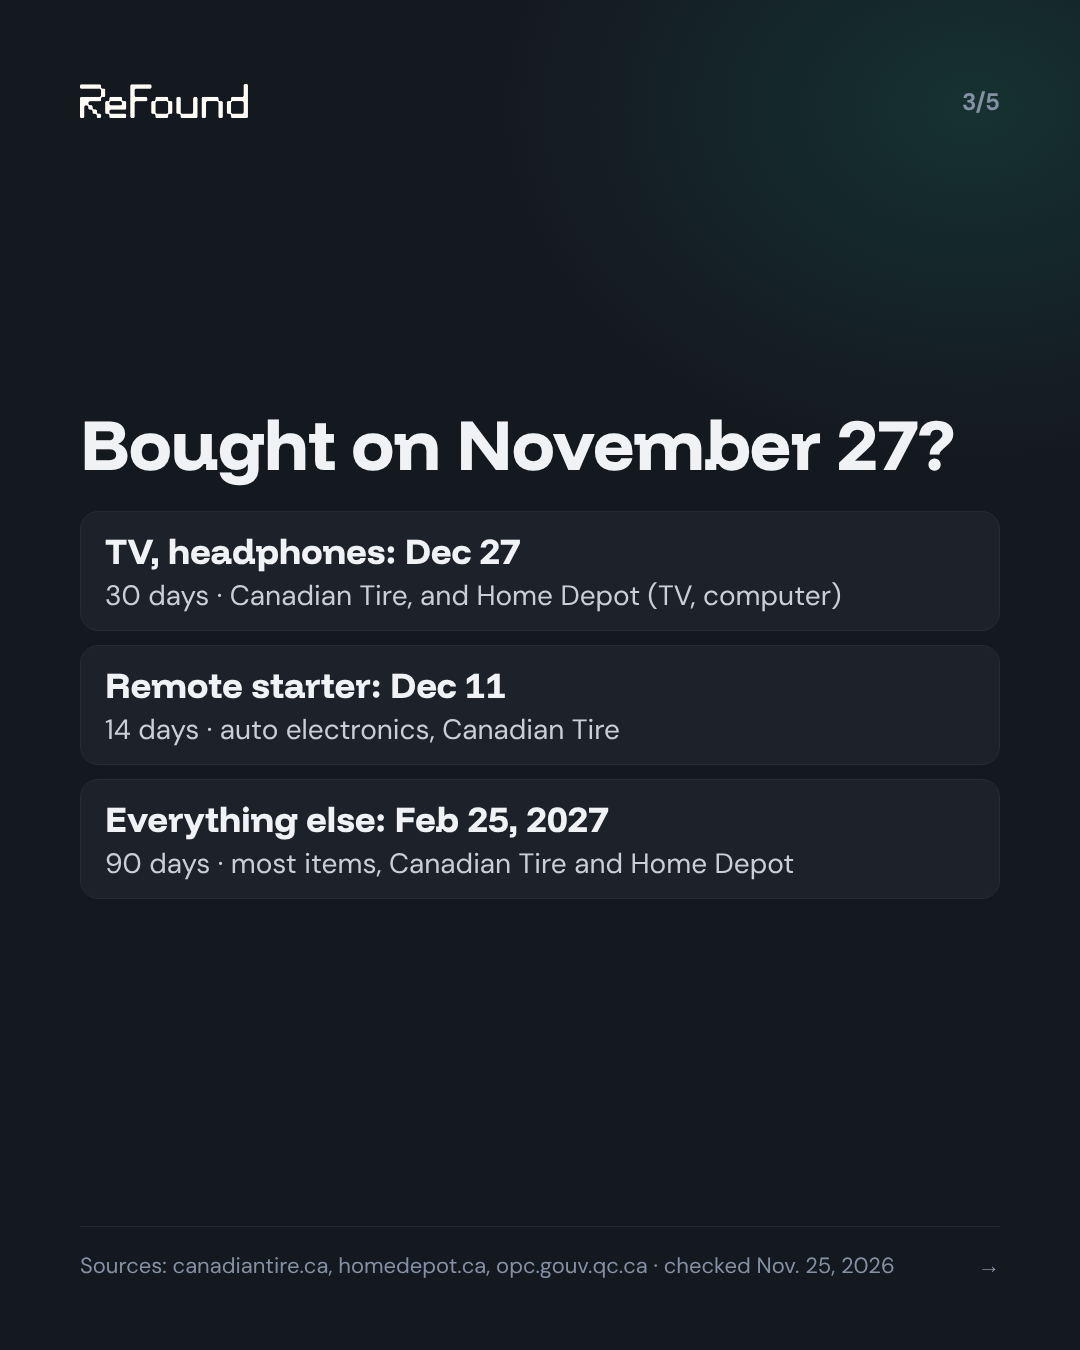 ReFound
3/5
Bought on November 27?
TV, headphones: Dec 27
30 days · Canadian Tire, and Home Depot (TV, computer)
Remote starter: Dec 11
14 days · auto electronics, Canadian Tire
Everything else: Feb 25, 2027
90 days · most items, Canadian Tire and Home Depot
Sources: canadiantire.ca, homedepot.ca, opc.gouv.qc.ca · checked Nov. 25, 2026 →